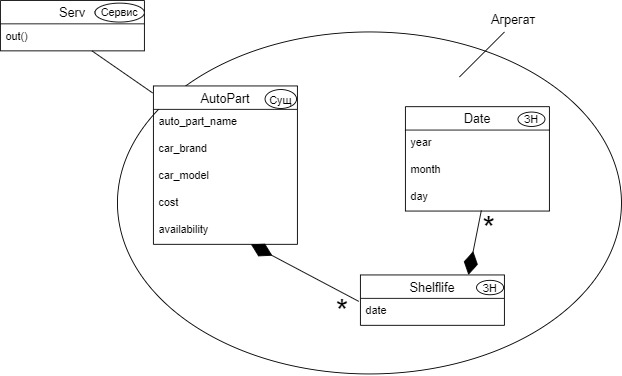 Serv Сервис
out()
Агрегат
AutoPart Сущ
auto_part_name
car_brand
car_model
cost
availability
Date ЗН
year
month
day
*
*
Shelflife ЗН
date